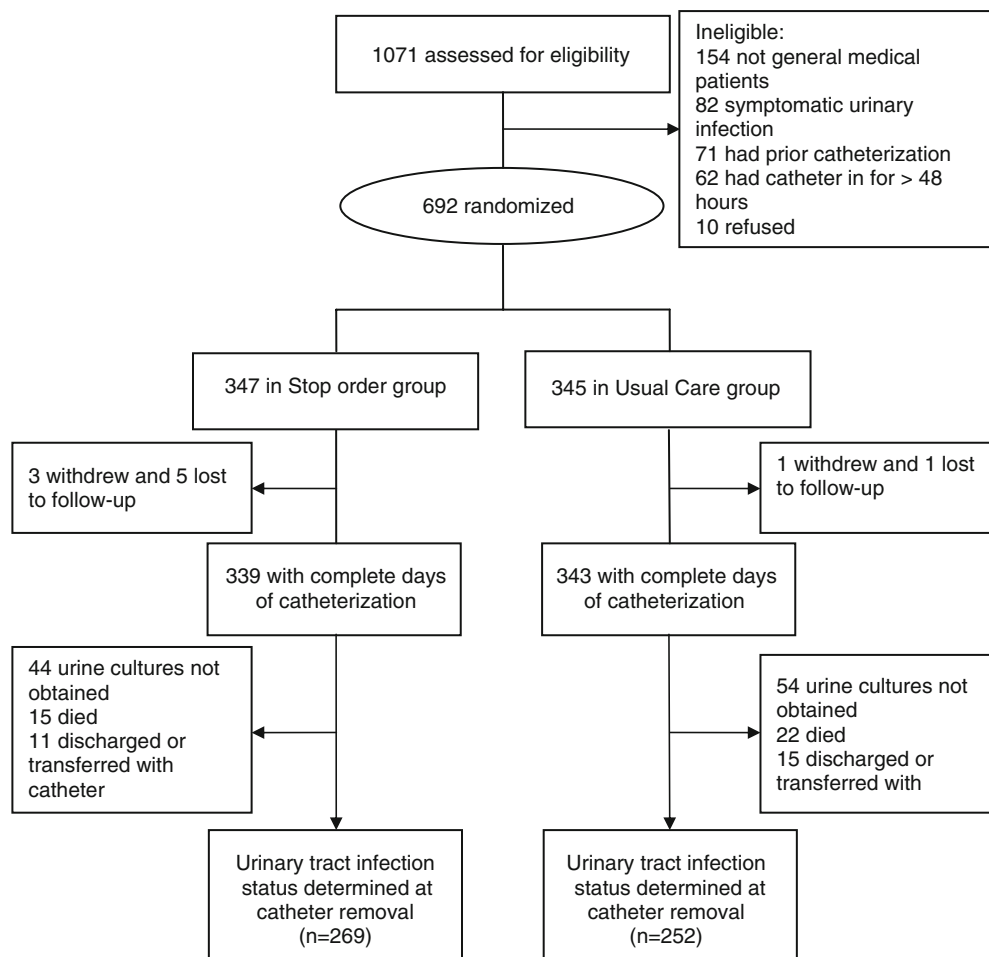 1071 assessed for eligibility
Ineligible:
154 not general medical
patients
82 symptomatic urinary
infection
71 had prior catheterization
62 had catheter in for > 48
hours
10 refused
692 randomized
347 in Stop order group
345 in Usual Care group
3 withdrew and 5 lost
to follow-up
1 withdrew and 1 lost
to follow-up
339 with complete days
of catheterization
343 with complete days
of catheterization
44 urine cultures not
obtained
15 died
11 discharged or
transferred with
catheter
54 urine cultures not
obtained
22 died
15 discharged or
transferred with
Urinary tract infection
status determined at
catheter removal
(n=269)
Urinary tract infection
status determined at
catheter removal
(n=252)